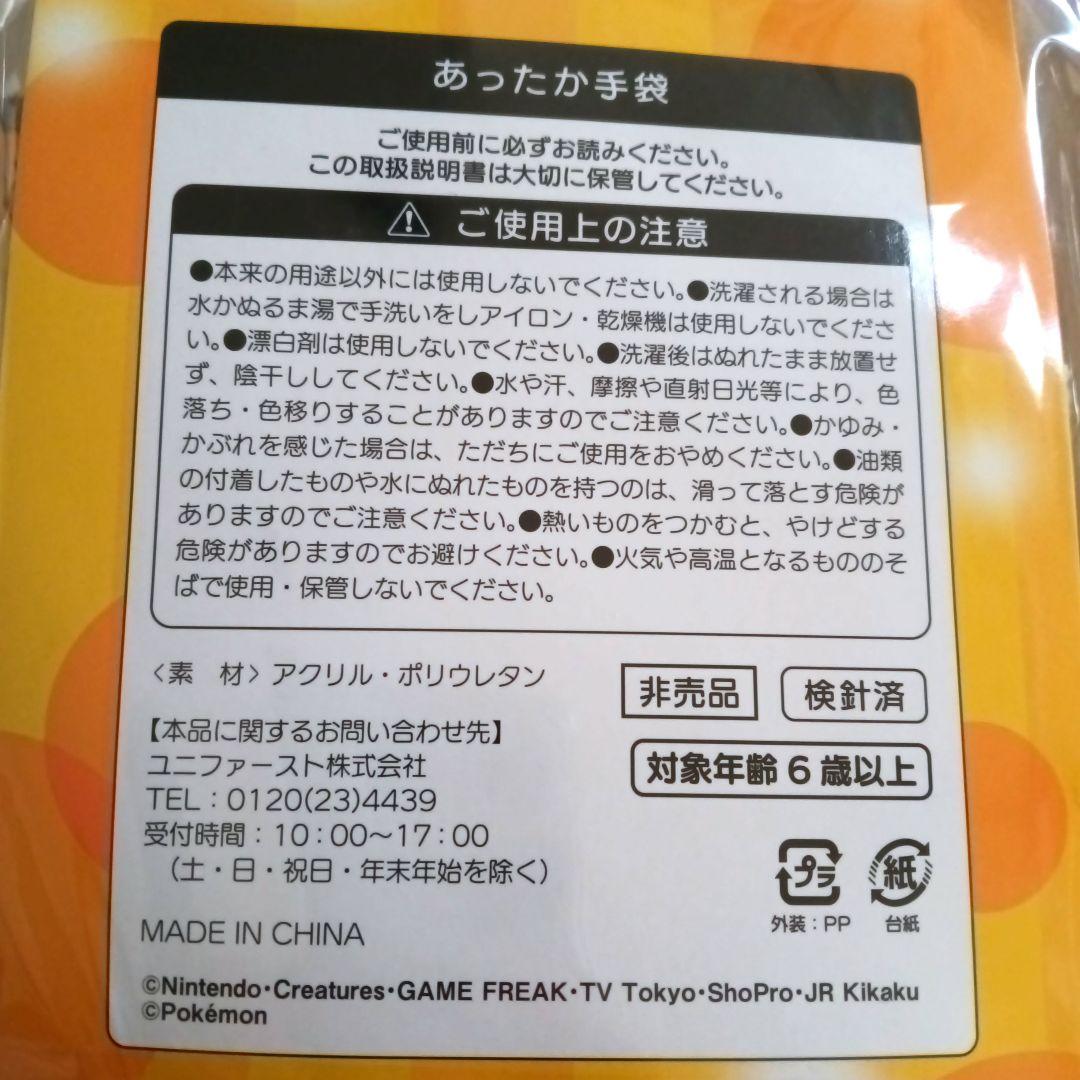 あったか手袋
ご使用前に必ずお読みください。
この取扱説明書は大切に保管してください。
ご使用上の注意
●本来の用途以外には使用しないでください。●洗濯される場合は
水かぬるま湯で手洗いをしアイロン・乾燥機は使用しないでくださ
い。●漂白剤は使用しないでください。●洗濯後はぬれたまま放置せ
ず、陰干ししてください。●水や汗、摩擦や直射日光等により、色
落ち・色移りすることがありますのでご注意ください。●かゆみ・
かぶれを感じた場合は、ただちにご使用をおやめください。●油類
の付着したものや水にぬれたものを持つのは、滑って落とす危険が
ありますのでご注意ください。●熱いものをつかむと、やけどする
危険がありますのでお避けください。●火気や高温となるもののそ
ばで使用・保管しないでください。
〈素　材〉アクリル・ポリウレタン
非売品
検針済
【本品に関するお問い合わせ先】
ユニファースト株式会社
TEL：0120(23)4439
受付時間：10：00～17：00
（土・日・祝日・年末年始を除く）
対象年齢6歳以上
プラ
紙
外装：PP
台紙
MADE IN CHINA
©Nintendo・Creatures・GAME FREAK・TV Tokyo・ShoPro・JR Kikaku
©Pokémon